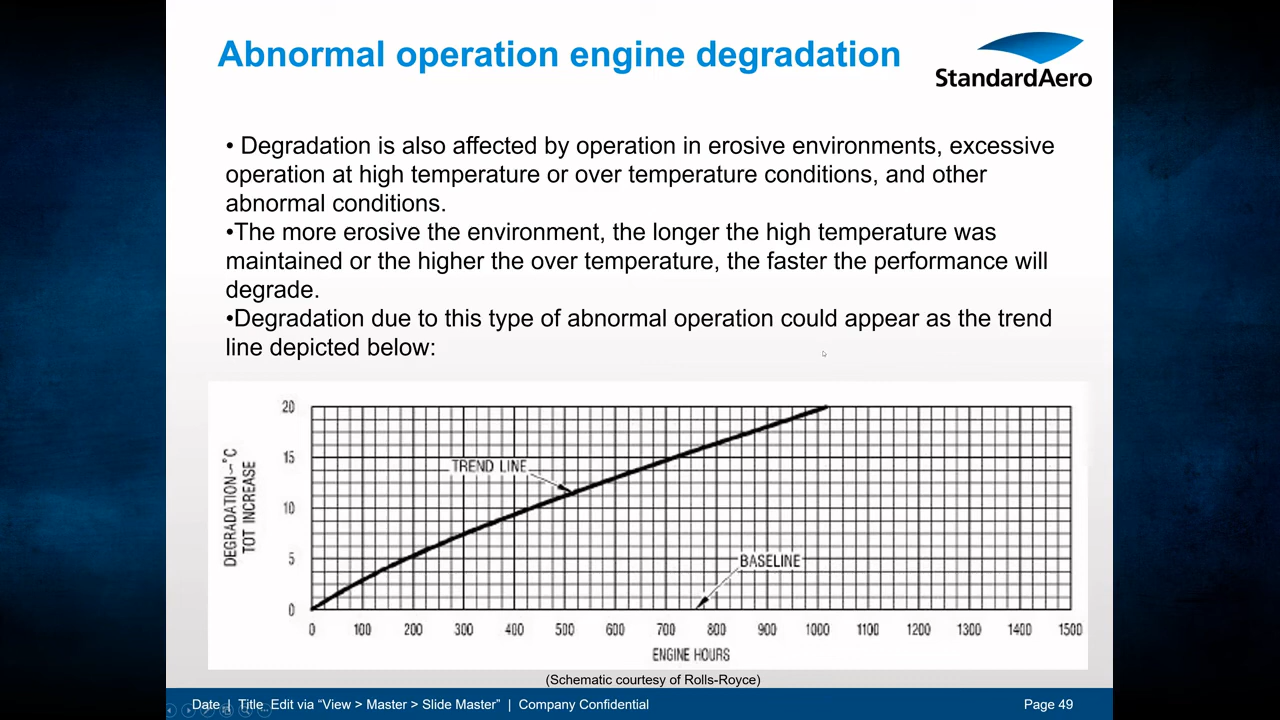 Abnormal operation engine degradation
StandardAero
• Degradation is also affected by operation in erosive environments, excessive
operation at high temperature or over temperature conditions, and other
abnormal conditions.
•The more erosive the environment, the longer the high temperature was
maintained or the higher the over temperature, the faster the performance will
degrade.
•Degradation due to this type of abnormal operation could appear as the trend
line depicted below:
DEGRADATION~°C
TOT INCREASE
20
15
10
5
0
TREND LINE
BASELINE
0 100 200 300 400 500 600 700 800 900 1000 1100 1200 1300 1400 1500
ENGINE HOURS
(Schematic courtesy of Rolls-Royce)
Date | Title Edit via “View > Master > Slide Master” | Company Confidential
Page 49